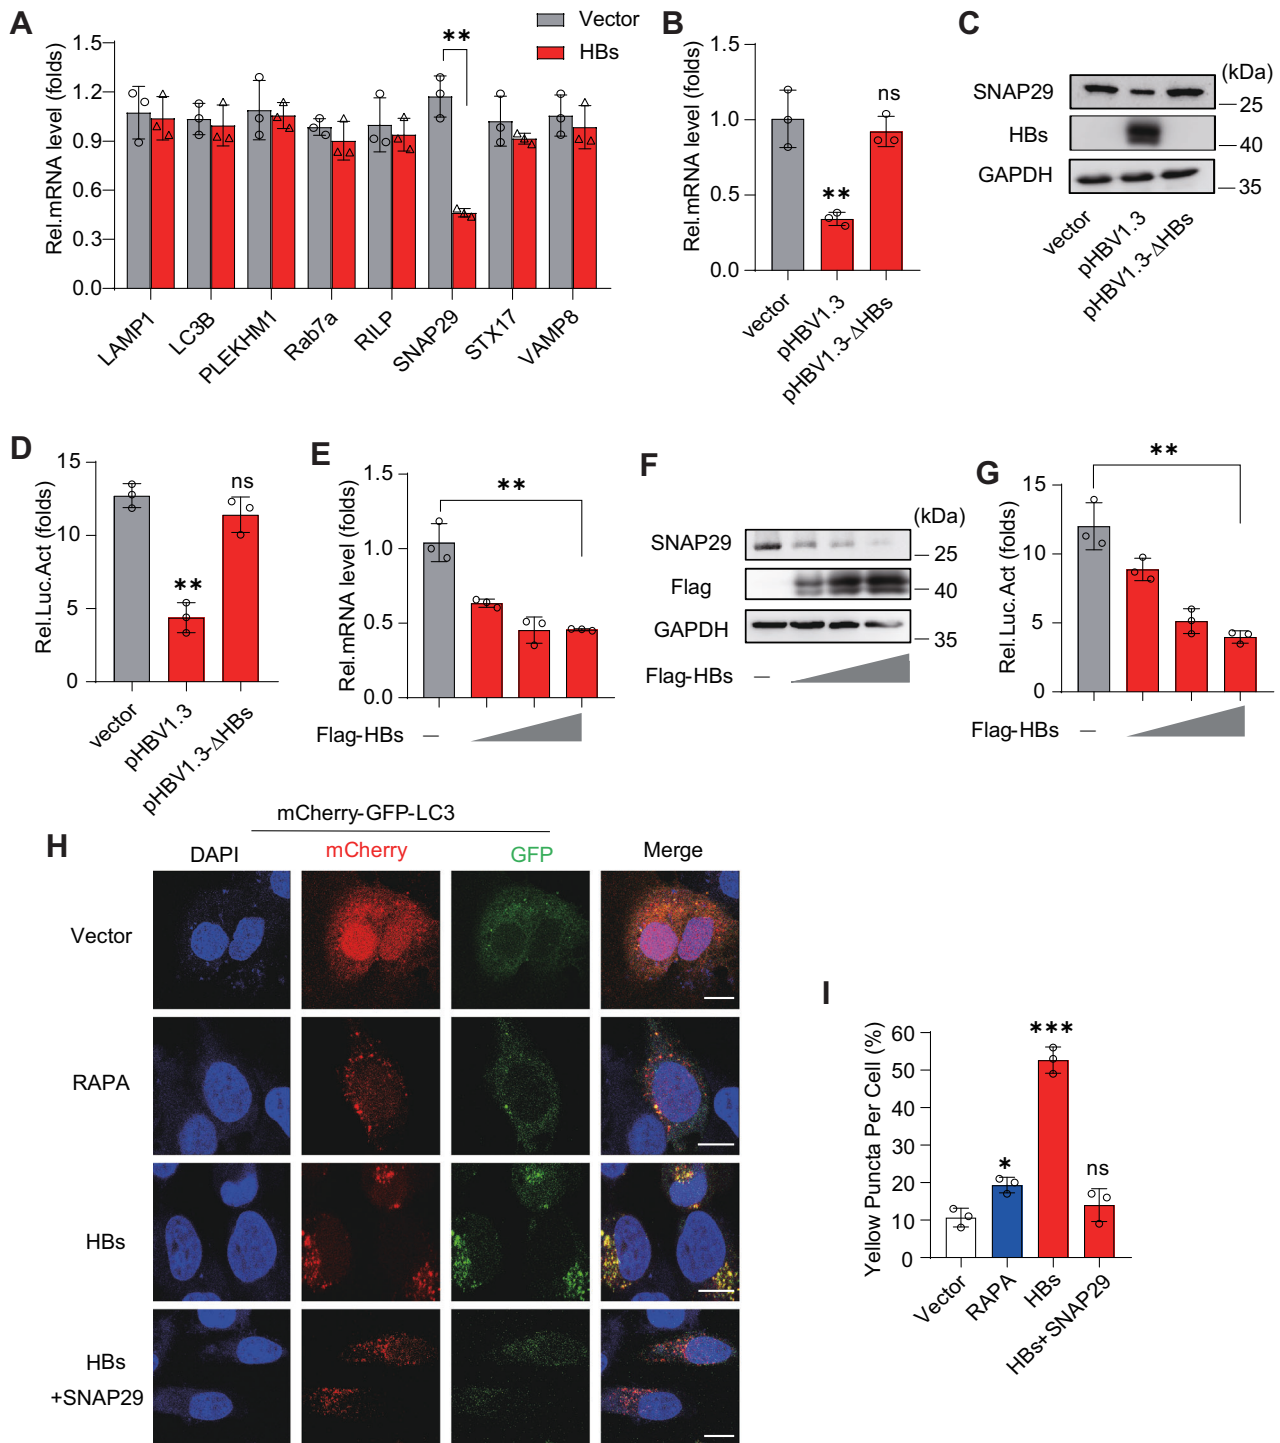 A
Rel.mRNA level (folds)
1.5
1.2
0.9
0.6
0.3
0.0
Vector
HBs
**
LAMP1
LC3B
PLEKHM1
Rab7a
RILP
SNAP29
STX17
VAMP8
B
Rel.mRNA level (folds)
1.5
1.0
0.5
0.0
**
ns
vector
pHBV1.3
pHBV1.3-ΔHBs
C
(kDa)
SNAP29
25
HBs
40
GAPDH
35
vector
pHBV1.3
pHBV1.3-ΔHBs
D
Rel.Luc.Act (folds)
15
10
5
0
**
ns
vector
pHBV1.3
pHBV1.3-ΔHBs
E
Rel.mRNA level (folds)
1.5
1.0
0.5
0.0
**
Flag-HBs –
F
(kDa)
SNAP29
25
Flag
40
GAPDH
35
Flag-HBs –
G
Rel.Luc.Act (folds)
15
10
5
0
**
Flag-HBs –
H
mCherry-GFP-LC3
DAPI mCherry GFP Merge
Vector
RAPA
HBs
HBs
+SNAP29
I
Yellow Puncta Per Cell (%)
60
50
40
30
20
10
0
*
***
ns
Vector
RAPA
HBs
HBs+SNAP29